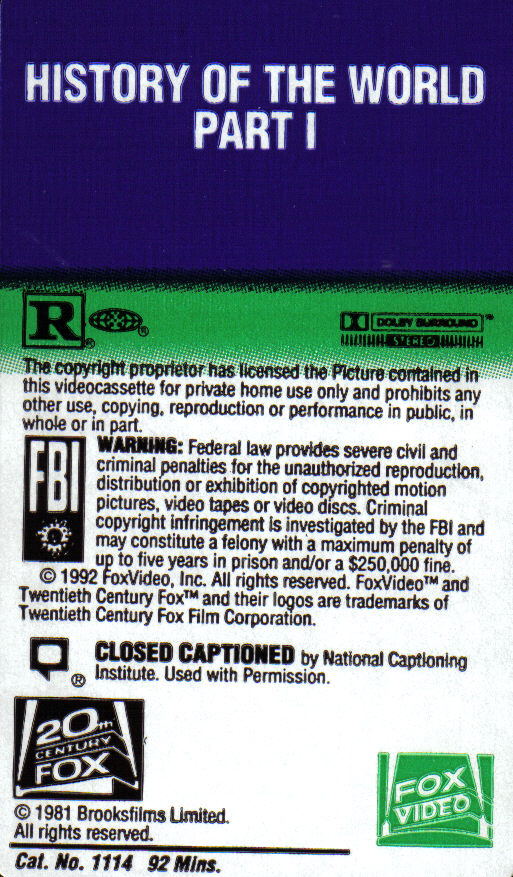 HISTORY OF THE WORLD
PART I
R ®
®
DOLBY SURROUND ™
STEREO
The copyright proprietor has licensed the Picture contained in
this videocassette for private home use only and prohibits any
other use, copying, reproduction or performance in public, in
whole or in part.
FBI
WARNING: Federal law provides severe civil and
criminal penalties for the unauthorized reproduction,
distribution or exhibition of copyrighted motion
pictures, video tapes or video discs. Criminal
copyright infringement is investigated by the FBI and
may constitute a felony with a maximum penalty of
up to five years in prison and/or a $250,000 fine.
© 1992 FoxVideo, Inc. All rights reserved. FoxVideo™ and
Twentieth Century Fox™ and their logos are trademarks of
Twentieth Century Fox Film Corporation.
® CLOSED CAPTIONED by National Captioning
Institute. Used with Permission.
20th
CENTURY
FOX
FOX
VIDEO
© 1981 Brooksfilms Limited.
All rights reserved.
Cat. No. 1114 92 Mins.